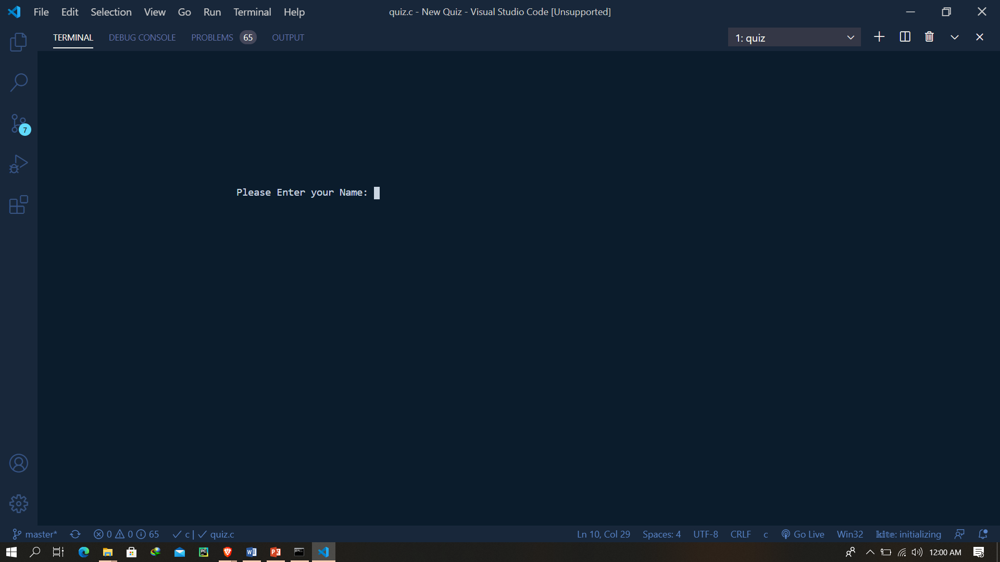 File Edit Selection View Go Run Terminal Help quiz.c - New Quiz - Visual Studio Code [Unsupported]
TERMINAL DEBUG CONSOLE PROBLEMS 65 OUTPUT 1: quiz
7
Please Enter your Name:
master* 0 0 65 c | quiz.c Ln 10, Col 29 Spaces: 4 UTF-8 CRLF c Go Live Win32 kite: initializing
12:00 AM